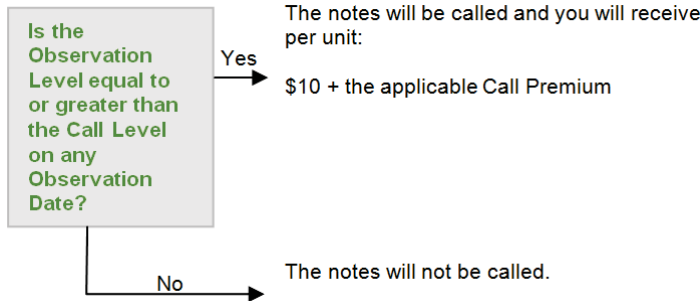 Is the
Observation
Level equal to
or greater than
the Call Level
on any
Observation
Date?
Yes
The notes will be called and you will receive
per unit:
$10 + the applicable Call Premium
No
The notes will not be called.